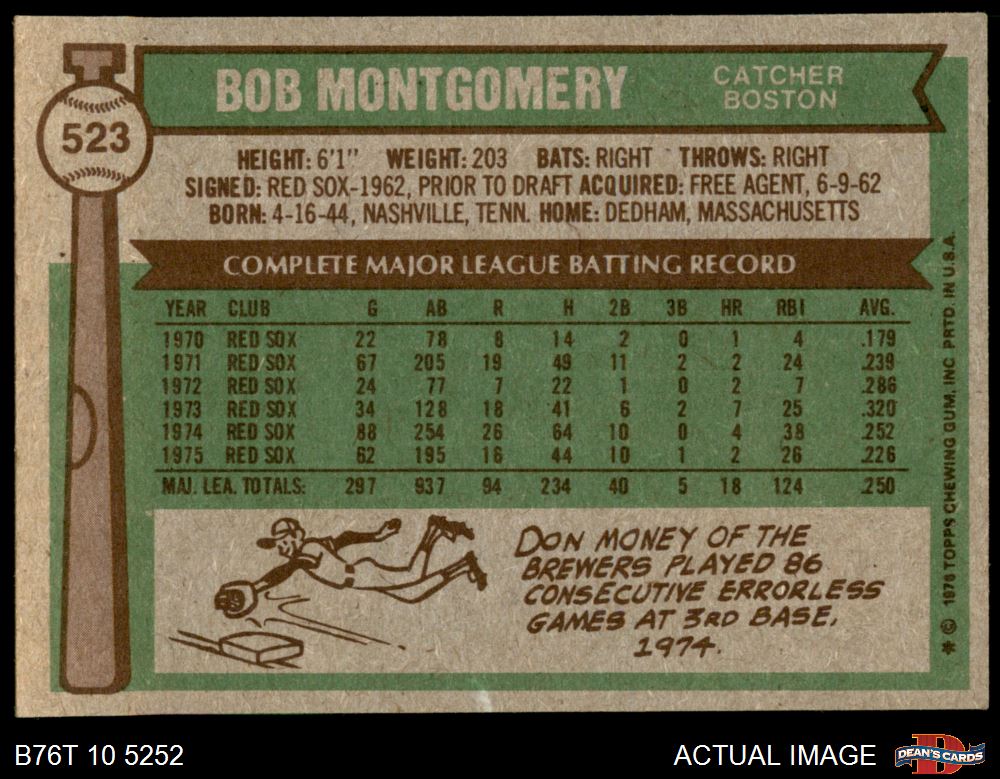 523
BOB MONTGOMERY
CATCHER
BOSTON
HEIGHT: 6'1" WEIGHT: 203 BATS: RIGHT THROWS: RIGHT
SIGNED: RED SOX-1962, PRIOR TO DRAFT ACQUIRED: FREE AGENT, 6-9-62
BORN: 4-16-44, NASHVILLE, TENN. HOME: DEDHAM, MASSACHUSETTS
COMPLETE MAJOR LEAGUE BATTING RECORD
YEAR CLUB G AB R H 2B 3B HR RBI AVG.
1970 RED SOX 22 78 8 14 2 0 1 4 .179
1971 RED SOX 67 205 19 49 11 2 2 24 .239
1972 RED SOX 24 77 7 22 1 0 2 7 .286
1973 RED SOX 34 128 18 41 6 2 7 25 .320
1974 RED SOX 88 254 26 64 10 0 4 38 .252
1975 RED SOX 62 195 16 44 10 1 2 26 .226
MAJ. LEA. TOTALS: 297 937 94 234 40 5 18 124 .250
DON MONEY OF THE
BREWERS PLAYED 86
CONSECUTIVE ERRORLESS
GAMES AT 3RD BASE,
1974.
* © 1976 TOPPS CHEWING GUM, INC PRTD. IN U.S.A.
B76T 10 5252
ACTUAL IMAGE
DEAN'S CARDS